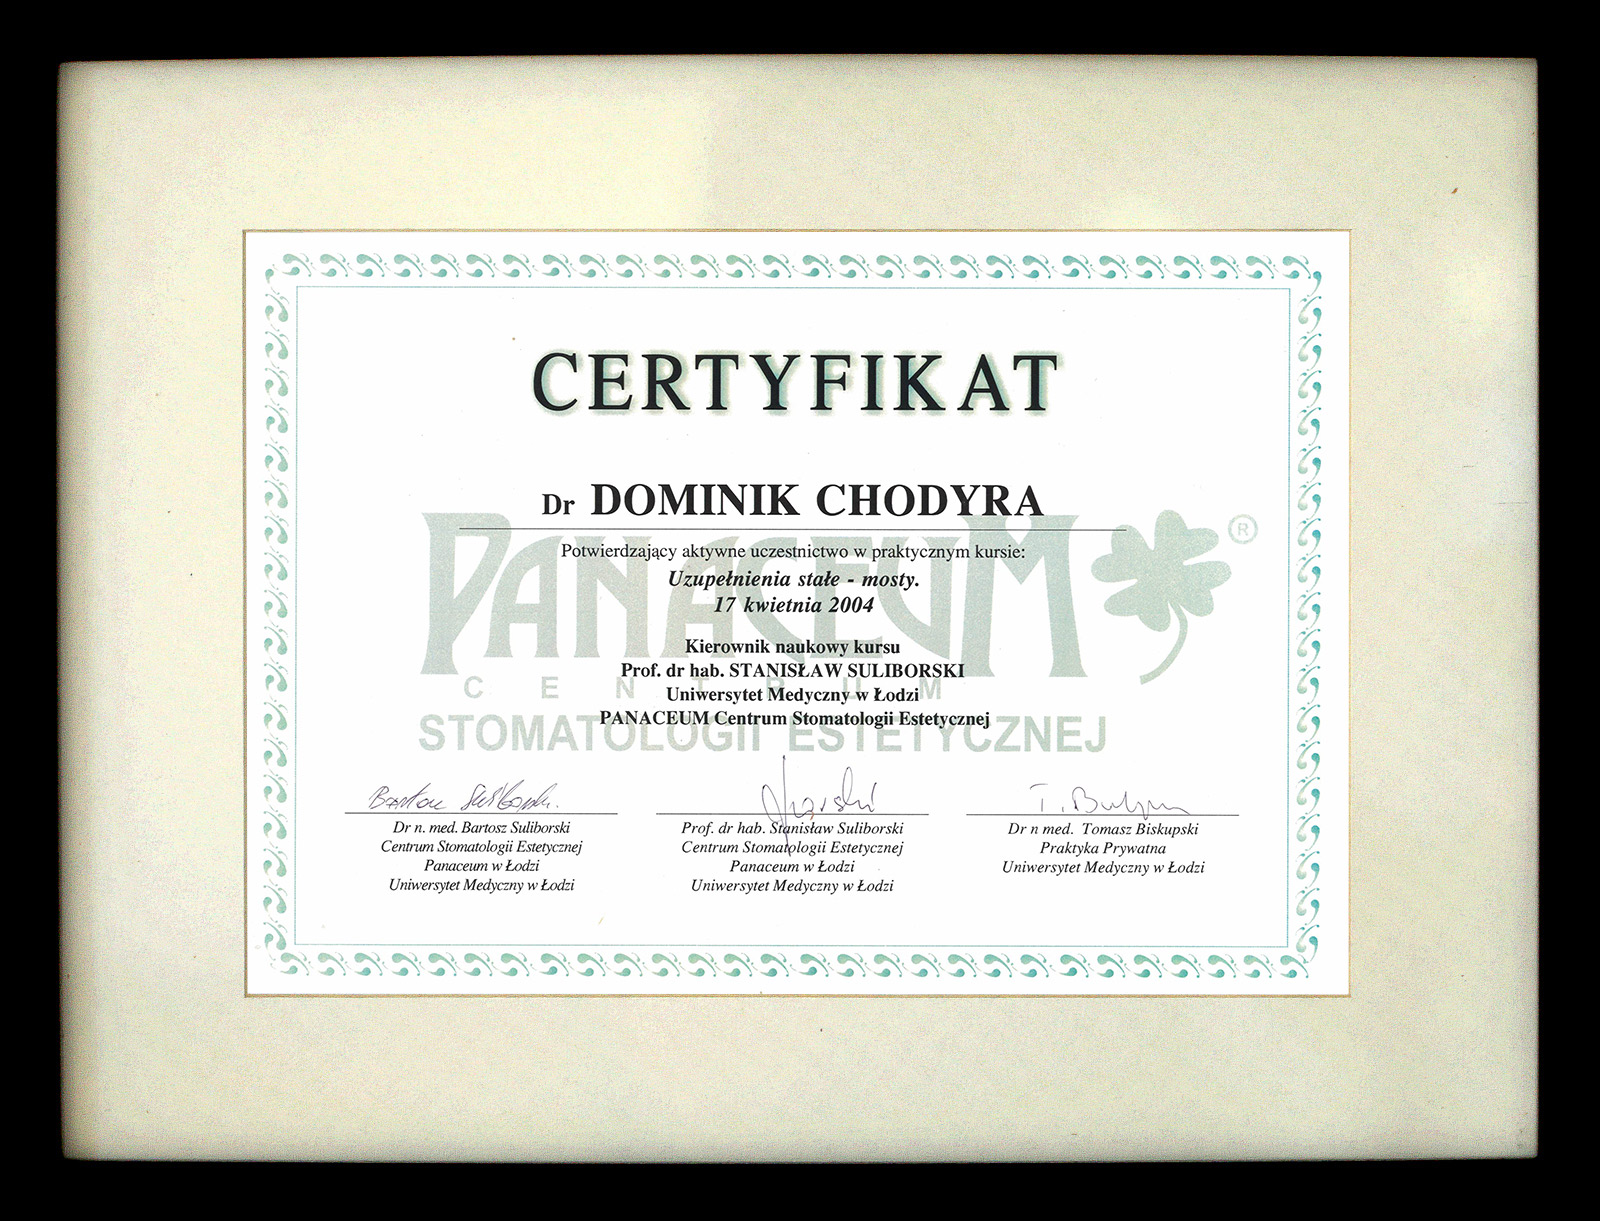 CERTYFIKAT
Dr DOMINIK CHODYRA
PANACEUM ®
Potwierdzający aktywne uczestnictwo w praktycznym kursie:
Uzupełnienia stałe - mosty.
17 kwietnia 2004
Kierownik naukowy kursu
Prof. dr hab. STANISŁAW SULIBORSKI
CENTRUM
Uniwersytet Medyczny w Łodzi
PANACEUM Centrum Stomatologii Estetycznej
STOMATOLOGII ESTETYCZNEJ
Dr n. med. Bartosz Suliborski
Centrum Stomatologii Estetycznej
Panaceum w Łodzi
Uniwersytet Medyczny w Łodzi
Prof. dr hab. Stanisław Suliborski
Centrum Stomatologii Estetycznej
Panaceum w Łodzi
Uniwersytet Medyczny w Łodzi
Dr n med. Tomasz Biskupski
Praktyka Prywatna
Uniwersytet Medyczny w Łodzi